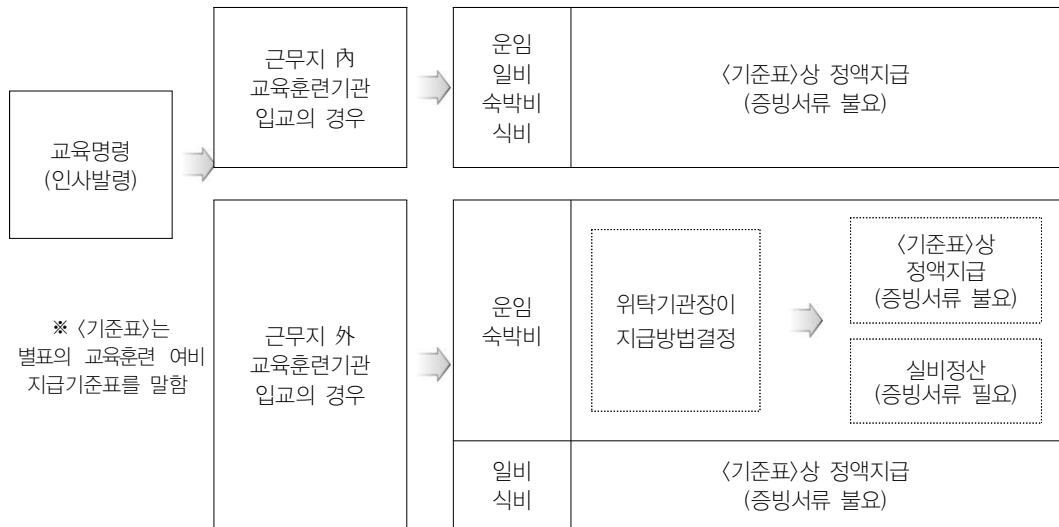 교육명령
(인사발령)
※ 〈기준표〉는
별표의 교육훈련 여비
지급기준표를 말함
근무지 內
교육훈련기관
입교의 경우
운임
일비
숙박비
식비
〈기준표〉상 정액지급
(증빙서류 불요)
근무지 外
교육훈련기관
입교의 경우
운임
숙박비
위탁기관장이
지급방법결정
〈기준표〉상
정액지급
(증빙서류 불요)
실비정산
(증빙서류 필요)
일비
식비
〈기준표〉상 정액지급
(증빙서류 불요)